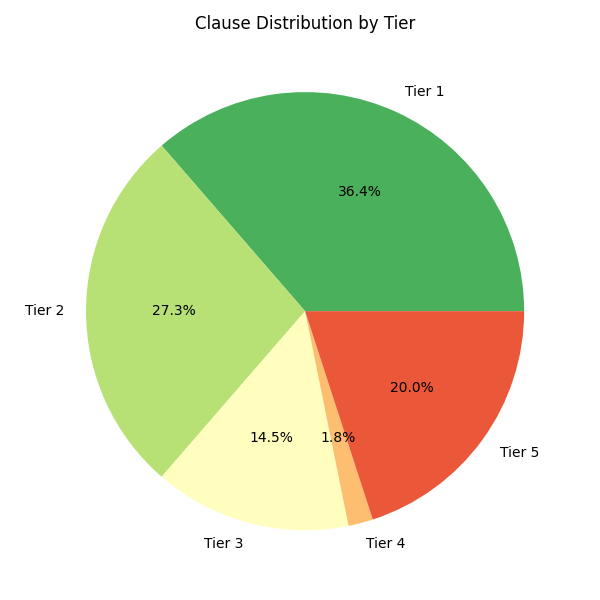 Clause Distribution by Tier
Tier 1
36.4%
Tier 2
27.3%
Tier 3
14.5%
Tier 4
1.8%
Tier 5
20.0%